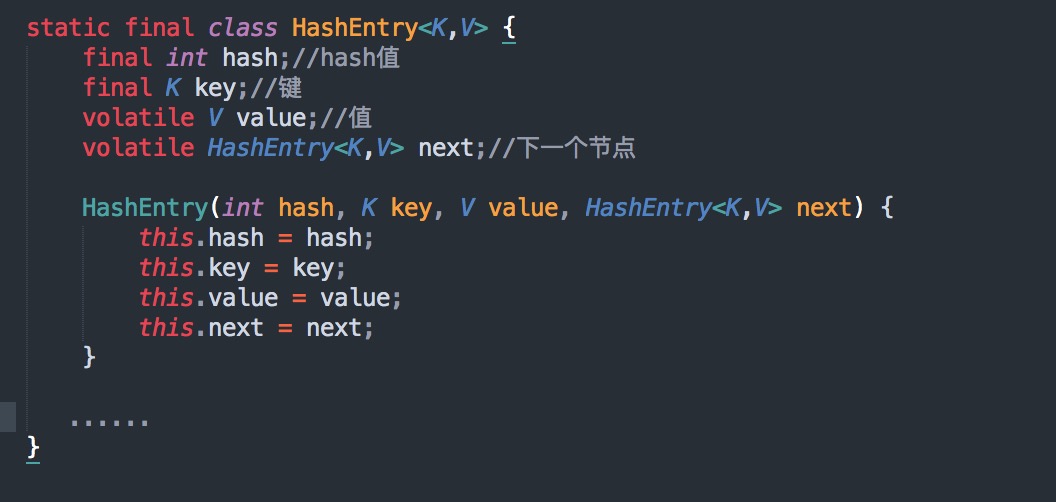 static final class HashEntry<K,V> {
    final int hash;//hash值
    final K key;//键
    volatile V value;//值
    volatile HashEntry<K,V> next;//下一个节点
    HashEntry(int hash, K key, V value, HashEntry<K,V> next) {
        this.hash = hash;
        this.key = key;
        this.value = value;
        this.next = next;
    }
   ......
}